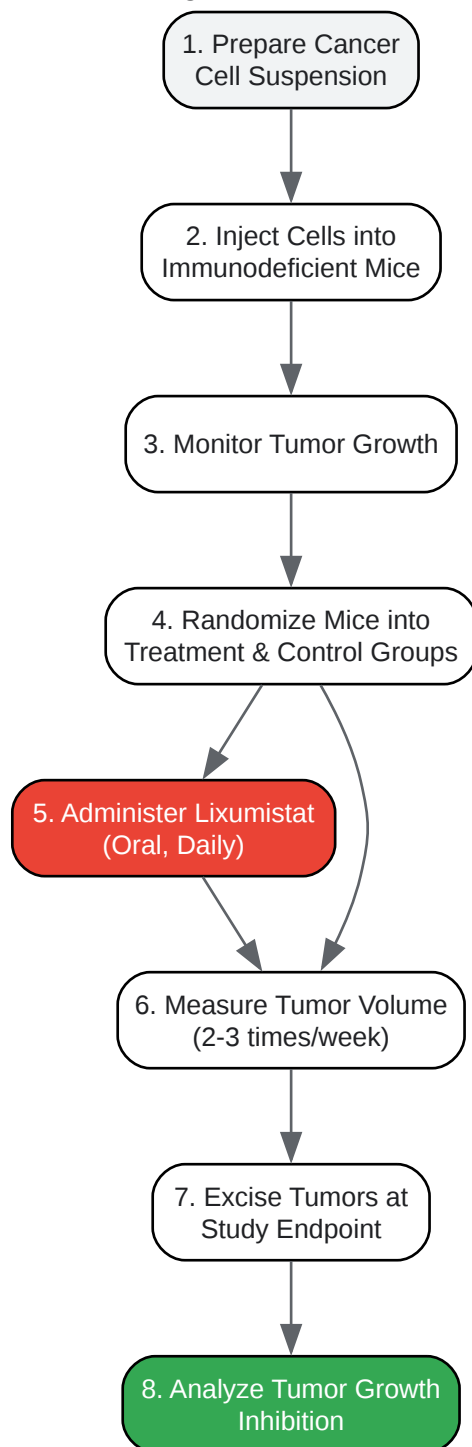 1. Prepare Cancer
Cell Suspension
2. Inject Cells into
Immunodeficient Mice
3. Monitor Tumor Growth
4. Randomize Mice into
Treatment & Control Groups
5. Administer Lixumistat
(Oral, Daily)
6. Measure Tumor Volume
(2-3 times/week)
7. Excise Tumors at
Study Endpoint
8. Analyze Tumor Growth
Inhibition